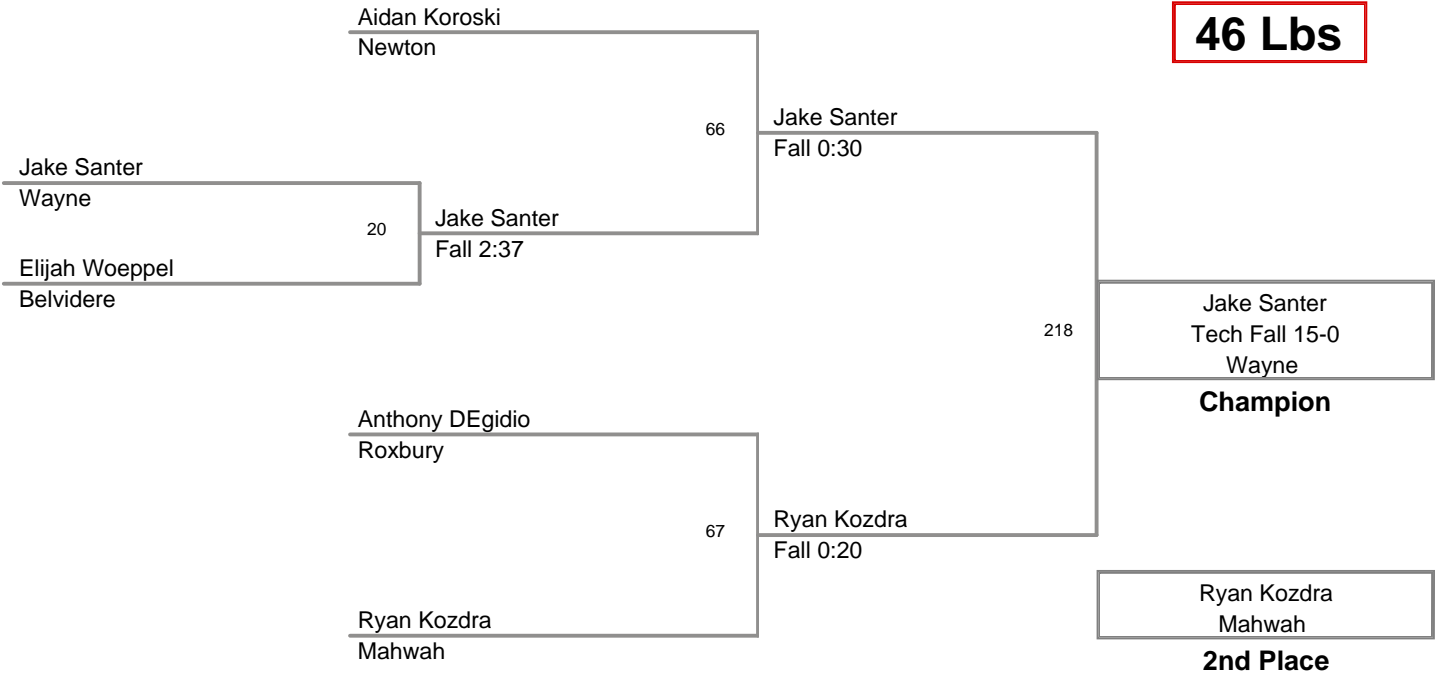 Aidan Koroski
Newton
46 Lbs
66
Jake Santer
Fall 0:30
Jake Santer
Wayne
20
Jake Santer
Fall 2:37
Elijah Woeppel
Belvidere
218
Jake Santer
Tech Fall 15-0
Wayne
Champion
Anthony DEgidio
Roxbury
67
Ryan Kozdra
Fall 0:20
Ryan Kozdra
Mahwah
Ryan Kozdra
Mahwah
2nd Place